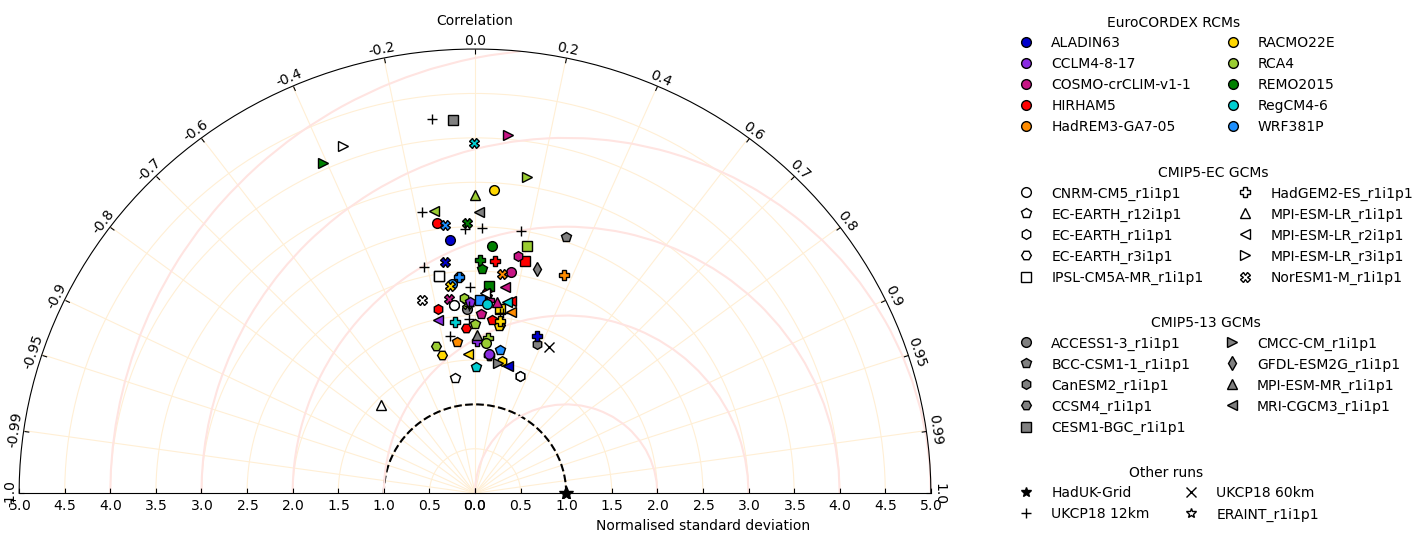 Correlation
-0.2 0.0 0.2
-0.4 0.4
-0.6 0.6
-0.7 0.7
-0.8 0.8
-0.9 0.9
-0.95 0.95
-0.99 0.99
-1.0 1.0
5.0 4.5 4.0 3.5 3.0 2.5 2.0 1.5 1.0 0.5 0.0 0.5 1.0 1.5 2.0 2.5 3.0 3.5 4.0 4.5 5.0
Normalised standard deviation
EuroCORDEX RCMs
ALADIN63 RACMO22E
CCLM4-8-17 RCA4
COSMO-crCLIM-v1-1 REMO2015
HIRHAM5 RegCM4-6
HadREM3-GA7-05 WRF381P
CMIP5-EC GCMs
CNRM-CM5_r1i1p1 HadGEM2-ES_r1i1p1
EC-EARTH_r12i1p1 MPI-ESM-LR_r1i1p1
EC-EARTH_r1i1p1 MPI-ESM-LR_r2i1p1
EC-EARTH_r3i1p1 MPI-ESM-LR_r3i1p1
IPSL-CM5A-MR_r1i1p1 NorESM1-M_r1i1p1
CMIP5-13 GCMs
ACCESS1-3_r1i1p1 CMCC-CM_r1i1p1
BCC-CSM1-1_r1i1p1 GFDL-ESM2G_r1i1p1
CanESM2_r1i1p1 MPI-ESM-MR_r1i1p1
CCSM4_r1i1p1 MRI-CGCM3_r1i1p1
CESM1-BGC_r1i1p1
Other runs
HadUK-Grid UKCP18 60km
UKCP18 12km ERAINT_r1i1p1